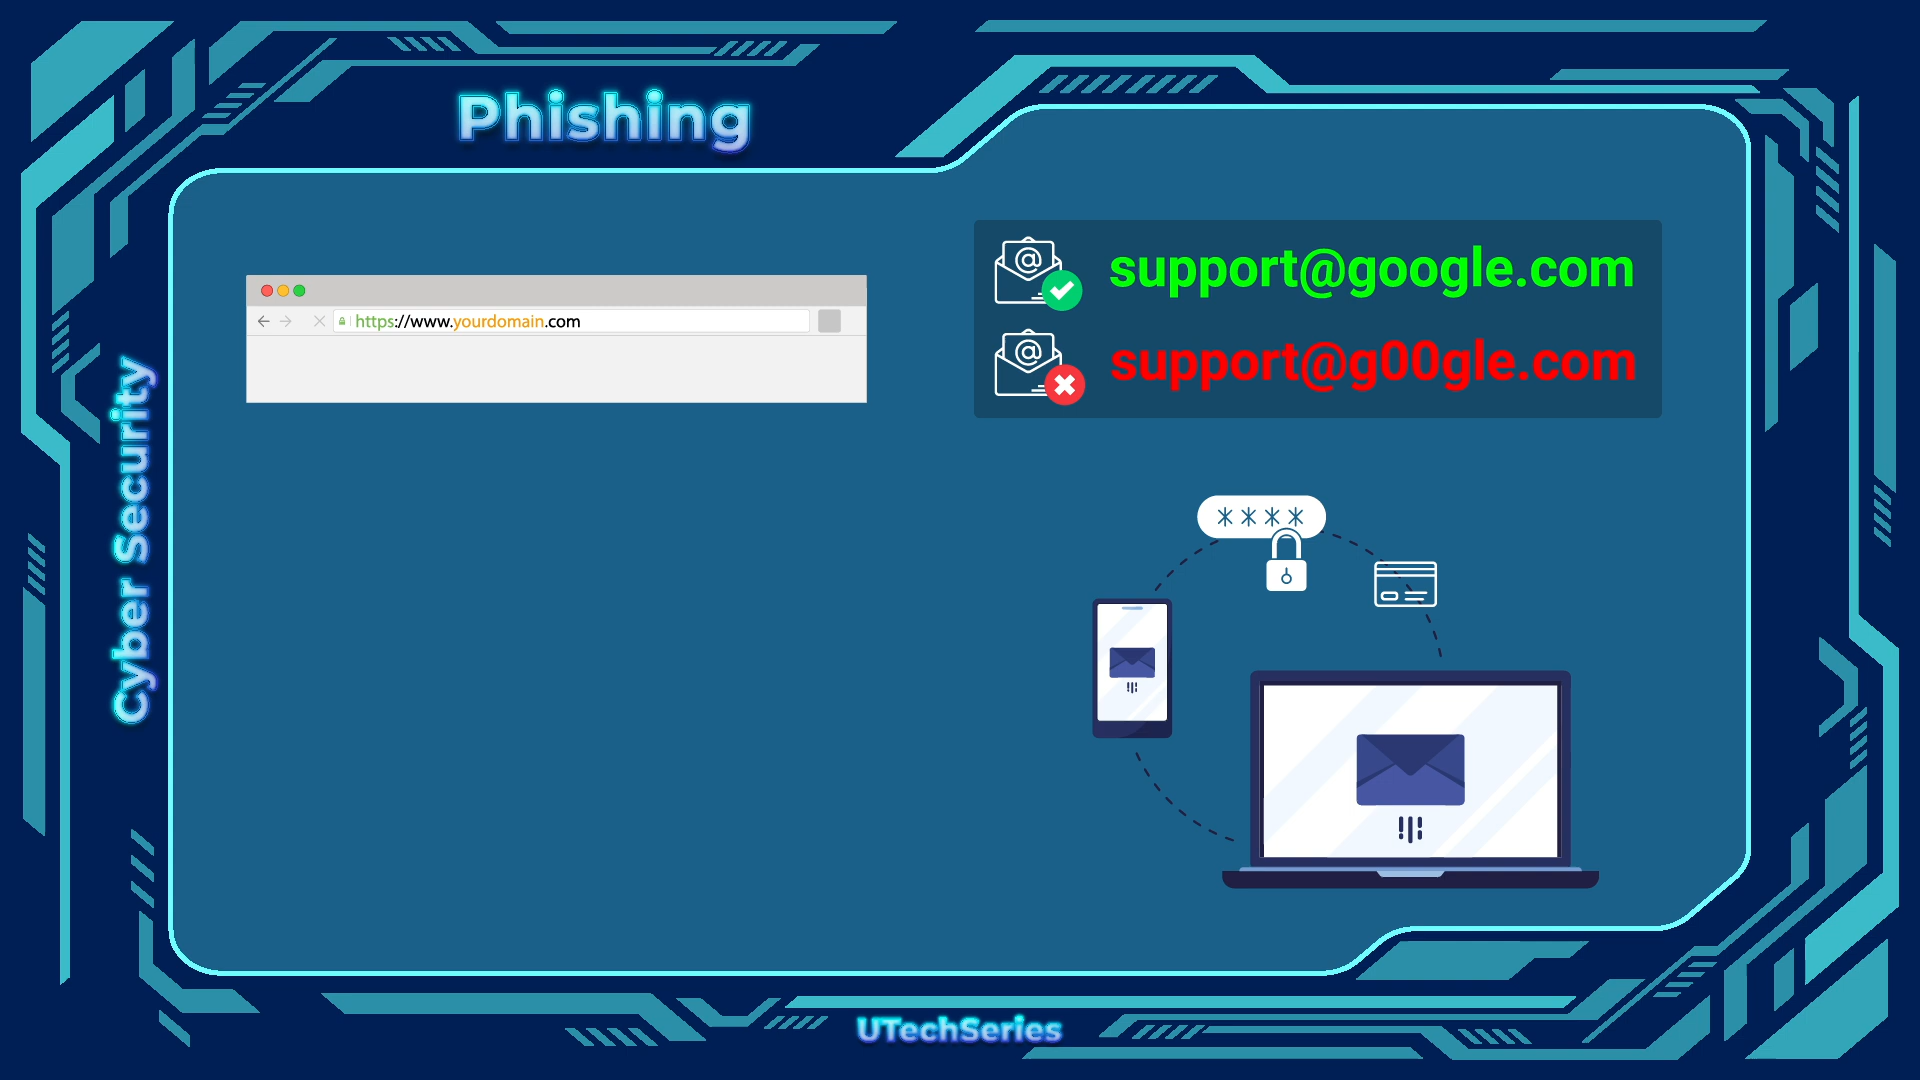 Phishing
https://www.yourdomain.com
support@google.com
support@g00gle.com
****
Cyber Security
UTechSeries